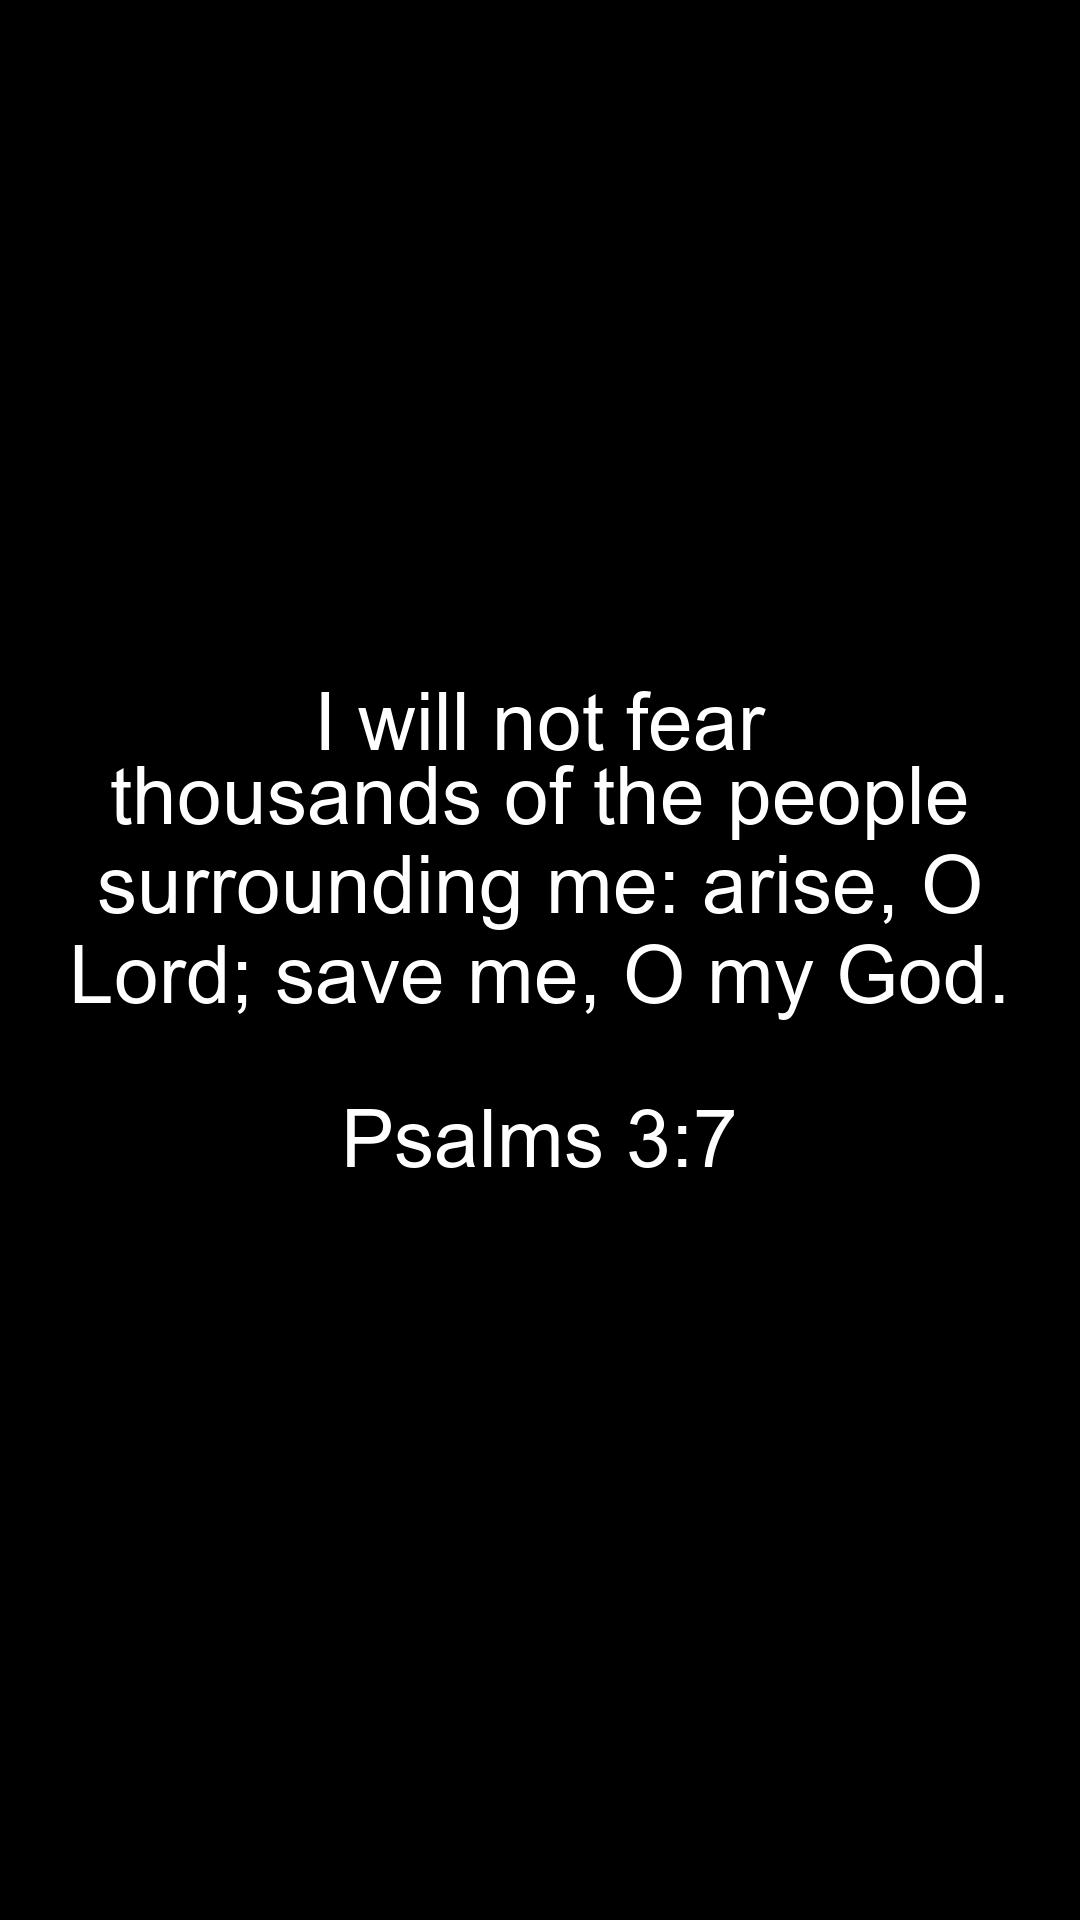 I will not fear
thousands of the people
surrounding me: arise, O
Lord; save me, O my God.
Psalms 3:7